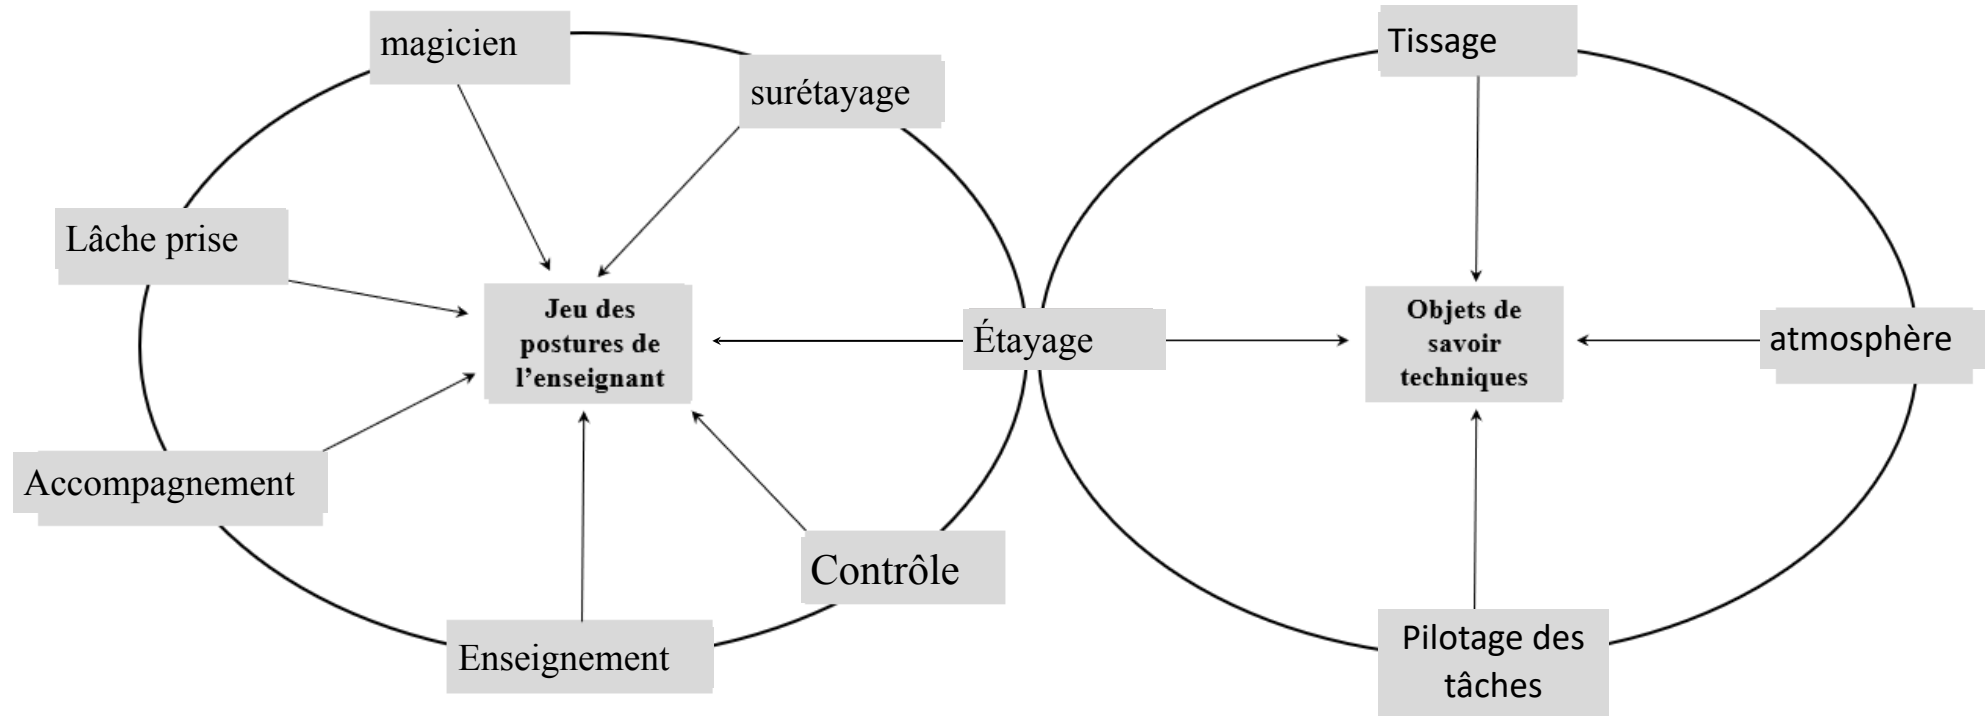 magicien
surétayage
Lâche prise
Jeu des
postures de
l’enseignant
Accompagnement
Enseignement
Contrôle
Étayage
Tissage
Objets de
savoir
techniques
atmosphère
Pilotage des
tâches